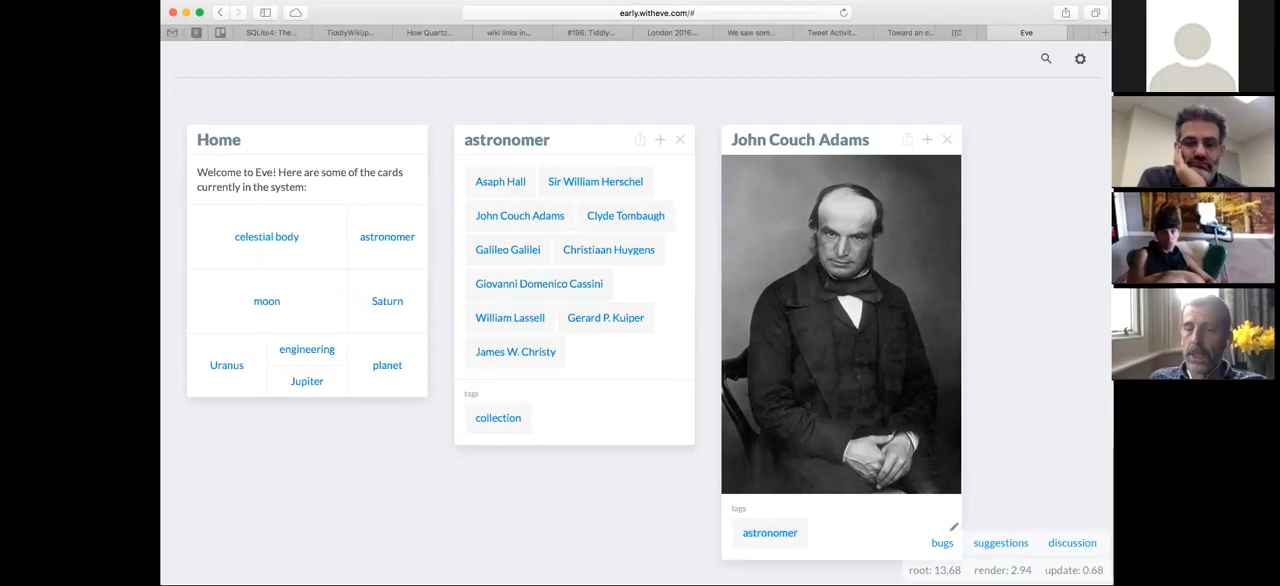 early.witheve.com/#
SQLite4: The...
TiddlyWiki/p...
How Quartz...
wiki links in...
#196: Tiddly...
London 2016...
We saw som...
Tweet Activit...
Toward an e...
((C
Eve
Home
Welcome to Eve! Here are some of the cards
currently in the system:
celestial body
astronomer
moon
Saturn
Uranus
engineering
Jupiter
planet
astronomer
Asaph Hall
Sir William Herschel
John Couch Adams
Clyde Tombaugh
Galileo Galilei
Christiaan Huygens
Giovanni Domenico Cassini
William Lassell
Gerard P. Kuiper
James W. Christy
tags
collection
John Couch Adams
tags
astronomer
bugs
suggestions
discussion
root: 13.68
render: 2.94
update: 0.68